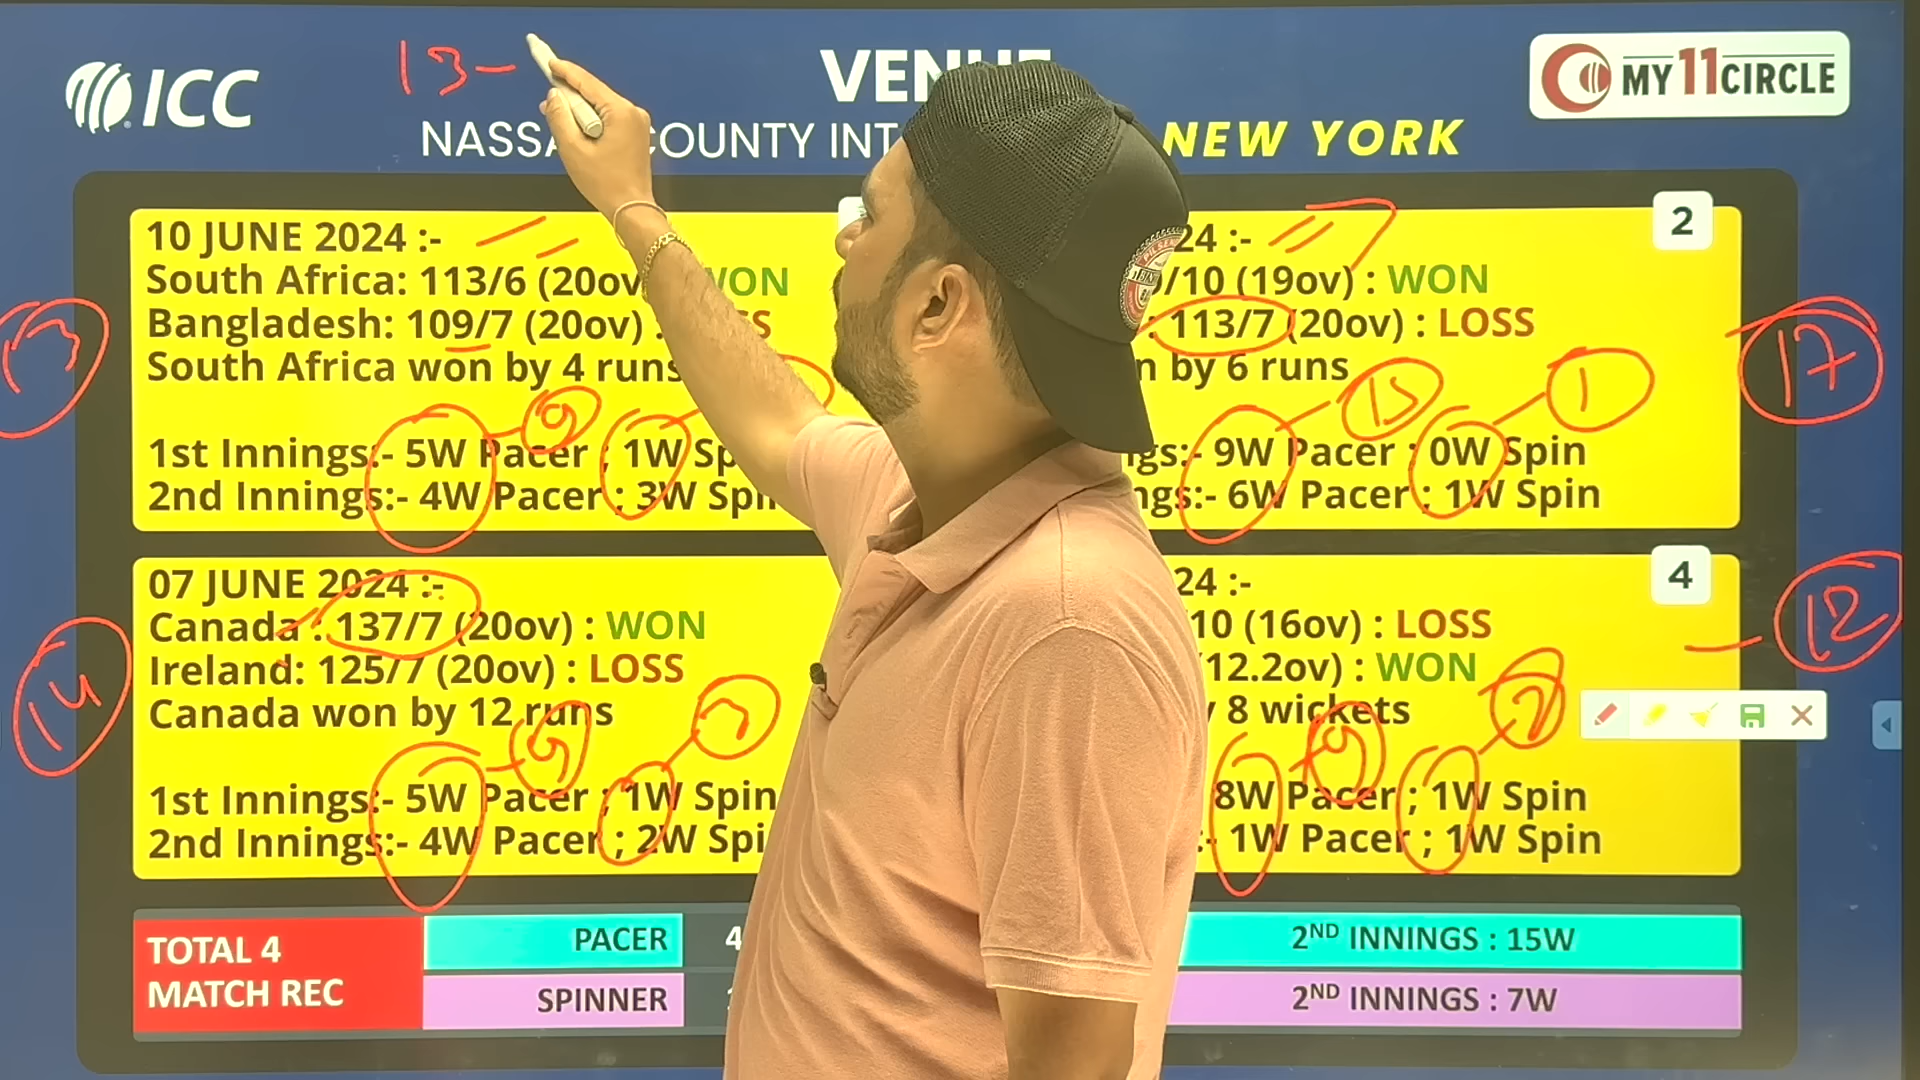 13-
ICC
VENUE
MY11CIRCLE
NASSA COUNTY INT
NEW YORK
10 JUNE 2024 :-
South Africa: 113/6 (20ov
WON
Bangladesh: 109/7 (20ov) :
South Africa won by 4 runs
9
1st Innings:- 5W Pacer ; 1W Sp
2nd Innings:- 4W Pacer ; 3W Spi
13
2
24 :-
/10 (19ov) : WON
: 113/7 (20ov) : LOSS
n by 6 runs
15
1
17
gs:- 9W Pacer ; 0W Spin
ngs:- 6W Pacer ; 1W Spin
07 JUNE 2024 :-
Canada : 137/7 (20ov) : WON
Ireland: 125/7 (20ov) : LOSS
Canada won by 12 runs
9
14
1st Innings:- 5W Pacer ; 1W Spin
2nd Innings:- 4W Pacer ; 2W Spi
4
24 :-
10 (16ov) : LOSS
(12.2ov) : WON
8 wickets
9
2
12
8W Pacer ; 1W Spin
:- 1W Pacer ; 1W Spin
TOTAL 4
MATCH REC
PACER
4
2ND INNINGS : 15W
SPINNER
2ND INNINGS : 7W